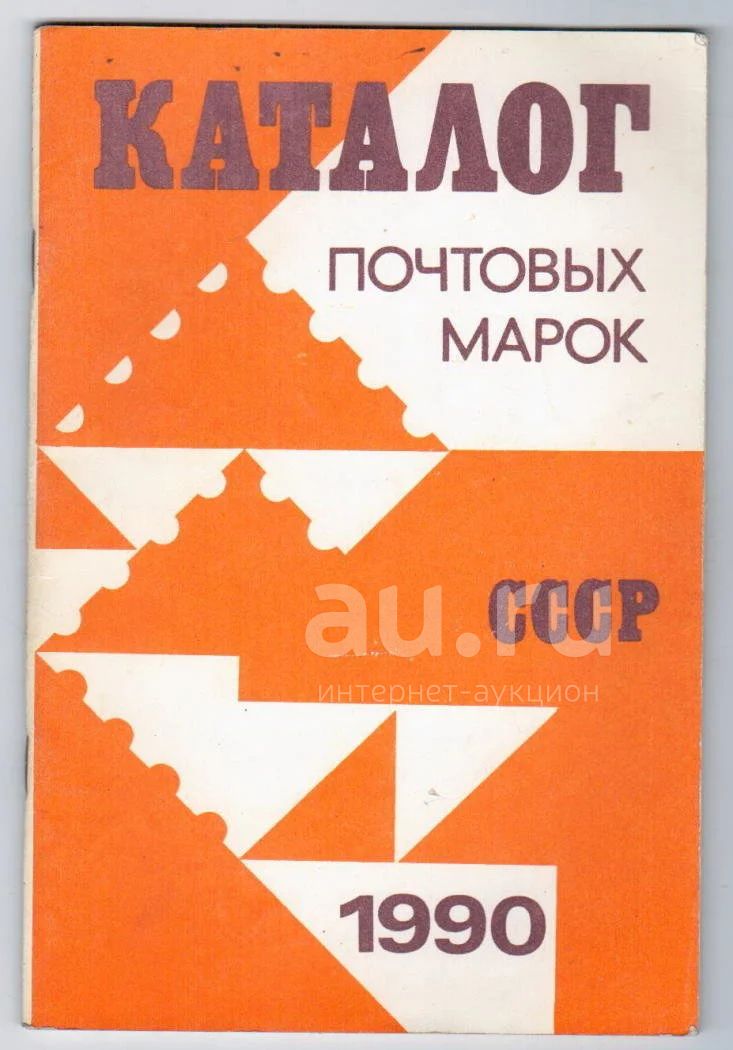 КАТАЛОГ
ПОЧТОВЫХ
МАРОК
СССР
au.ru
интернет-аукцион
1990